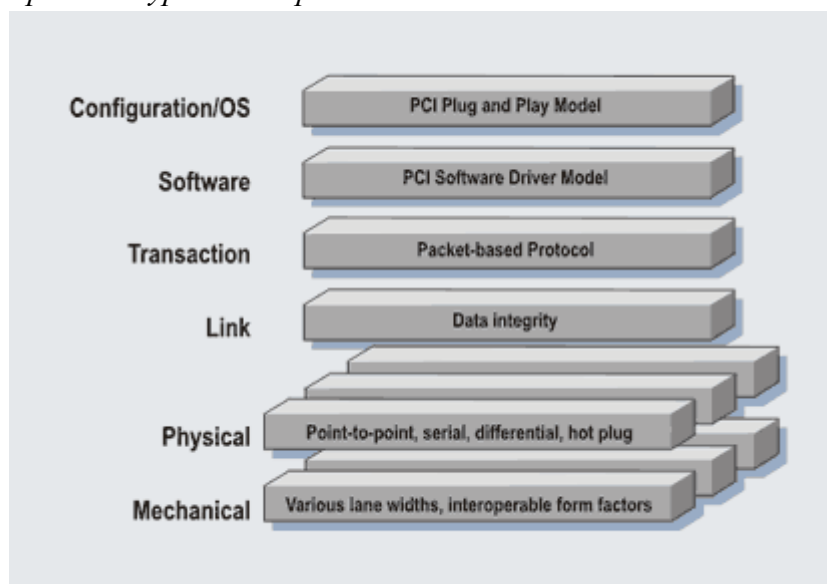 Configuration/OS PCI Plug and Play Model
Software PCI Software Driver Model
Transaction Packet-based Protocol
Link Data integrity
Physical Point-to-point, serial, differential, hot plug
Mechanical Various lane widths, interoperable form factors